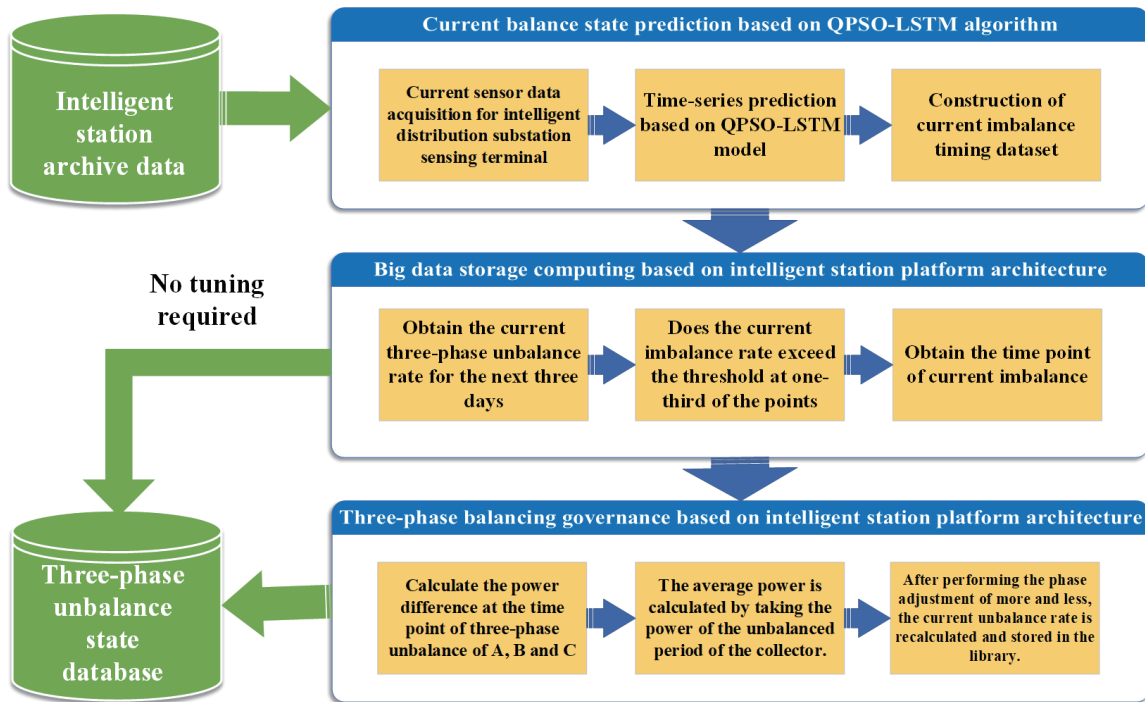 Intelligent
station
archive data
Current balance state prediction based on QPSO-LSTM algorithm
Current sensor data
acquisition for intelligent
distribution substation
sensing terminal
Time-series prediction
based on QPSO-LSTM
model
Construction of
current imbalance
timing dataset
No tuning
required
Big data storage computing based on intelligent station platform architecture
Obtain the current
three-phase unbalance
rate for the next three
days
Does the current
imbalance rate exceed
the threshold at one-
third of the points
Obtain the time point
of current imbalance
Three-phase
unbalance
state
database
Three-phase balancing governance based on intelligent station platform architecture
Calculate the power
difference at the time
point of three-phase
unbalance of A, B and C
The average power is
calculated by taking the
power of the unbalanced
period of the collector.
After performing the phase
adjustment of more and less,
the current unbalance rate is
recalculated and stored in the
library.